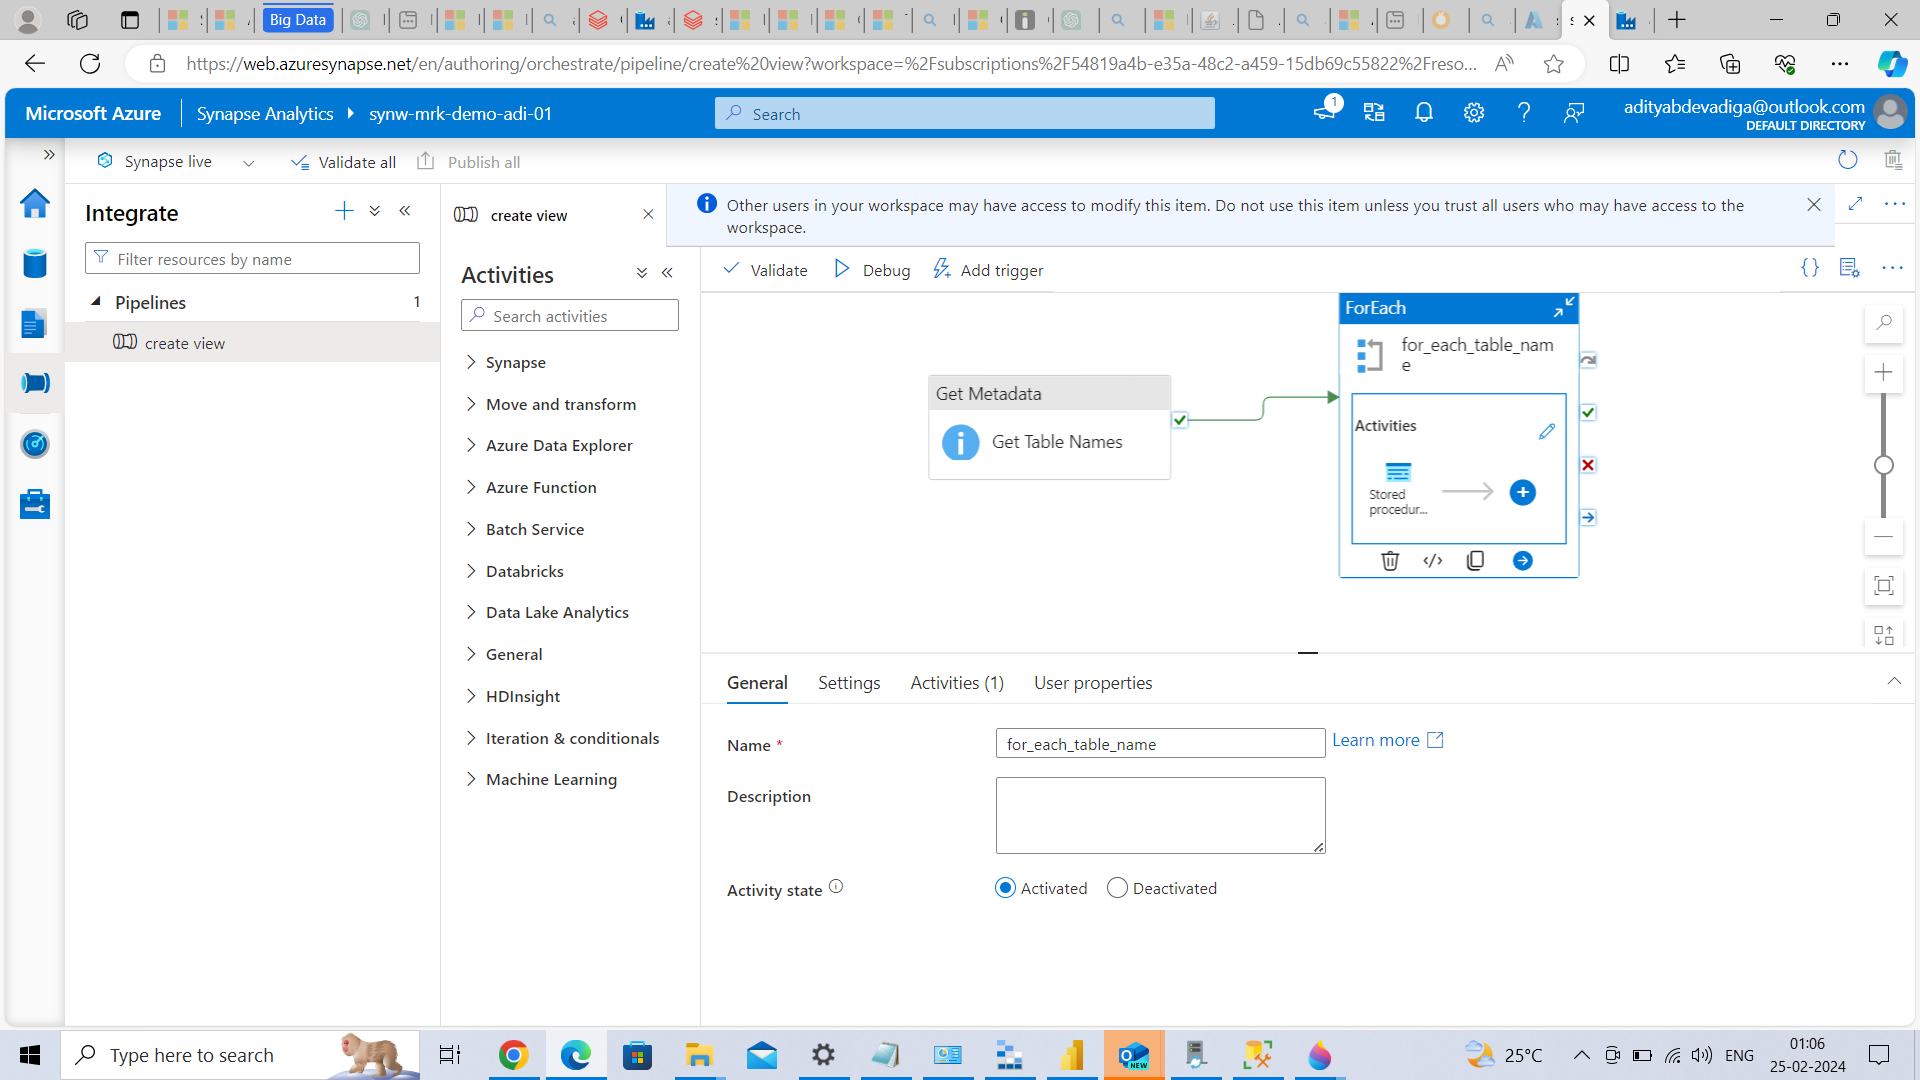 Big Data
https://web.azuresynapse.net/en/authoring/orchestrate/pipeline/create%20view?workspace=%2Fsubscriptions%2F54819a4b-e35a-48c2-a459-15db69c55822%2Freso...
Microsoft Azure
Synapse Analytics
synw-mrk-demo-adi-01
Search
1
adityabdevadiga@outlook.com
DEFAULT DIRECTORY
Synapse live
Validate all
Publish all
Integrate
create view
Other users in your workspace may have access to modify this item. Do not use this item unless you trust all users who may have access to the
workspace.
Filter resources by name
Pipelines
1
create view
Activities
Search activities
Synapse
Move and transform
Azure Data Explorer
Azure Function
Batch Service
Databricks
Data Lake Analytics
General
HDInsight
Iteration & conditionals
Machine Learning
Validate
Debug
Add trigger
Get Metadata
Get Table Names
ForEach
for_each_table_nam
e
Activities
Stored
procedur...
General
Settings
Activities (1)
User properties
Name *
for_each_table_name
Learn more
Description
Activity state
Activated
Deactivated
Type here to search
NEW
25°C
ENG
01:06
25-02-2024